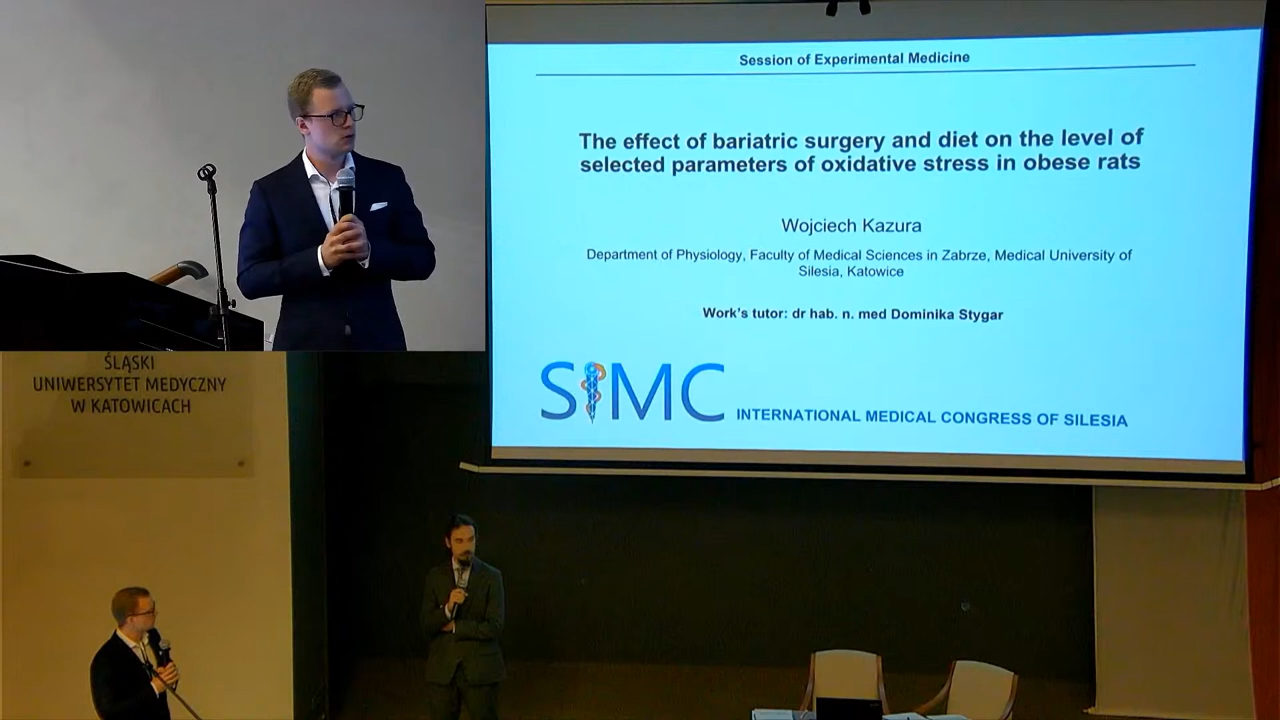 Session of Experimental Medicine
The effect of bariatric surgery and diet on the level of
selected parameters of oxidative stress in obese rats
Wojciech Kazura
Department of Physiology, Faculty of Medical Sciences in Zabrze, Medical University of
Silesia, Katowice
Work's tutor: dr hab. n. med Dominika Stygar
SIMC INTERNATIONAL MEDICAL CONGRESS OF SILESIA
ŚLĄSKI
UNIWERSYTET MEDYCZNY
W KATOWICACH